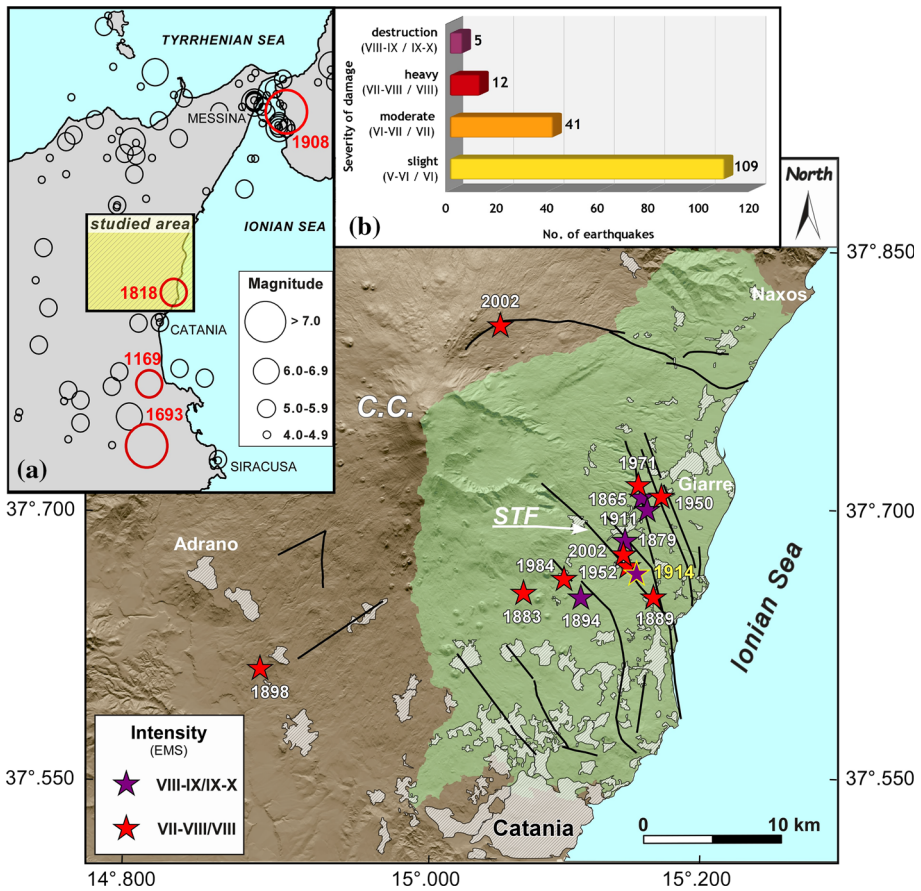 TYRRHENIAN SEA
MESSINA
1908
IONIAN SEA
studied area
1818
CATANIA
1169
1693
SIRACUSA
(a)
Magnitude
> 7.0
6.0-6.9
5.0-5.9
4.0-4.9
Severity of damage
destruction
(VIII-IX / IX-X)
5
heavy
(VII-VIII / VIII)
12
moderate
(VI-VII / VII)
41
slight
(V-VI / VI)
109
0 20 40 60 80 100 120
No. of earthquakes
(b)
North
37°.850
37°.850
Naxos
2002
C.C.
1971
Giarre
1865
1950
37°.700
37°.700
1911
STF
1879
Adrano
2002
1984
1952
1914
1883
1894
1889
Ionian Sea
1898
Intensity
(EMS)
VIII-IX/IX-X
VII-VIII/VIII
37°.550
37°.550
Catania
0 10 km
14°.800 15°.000 15°.200